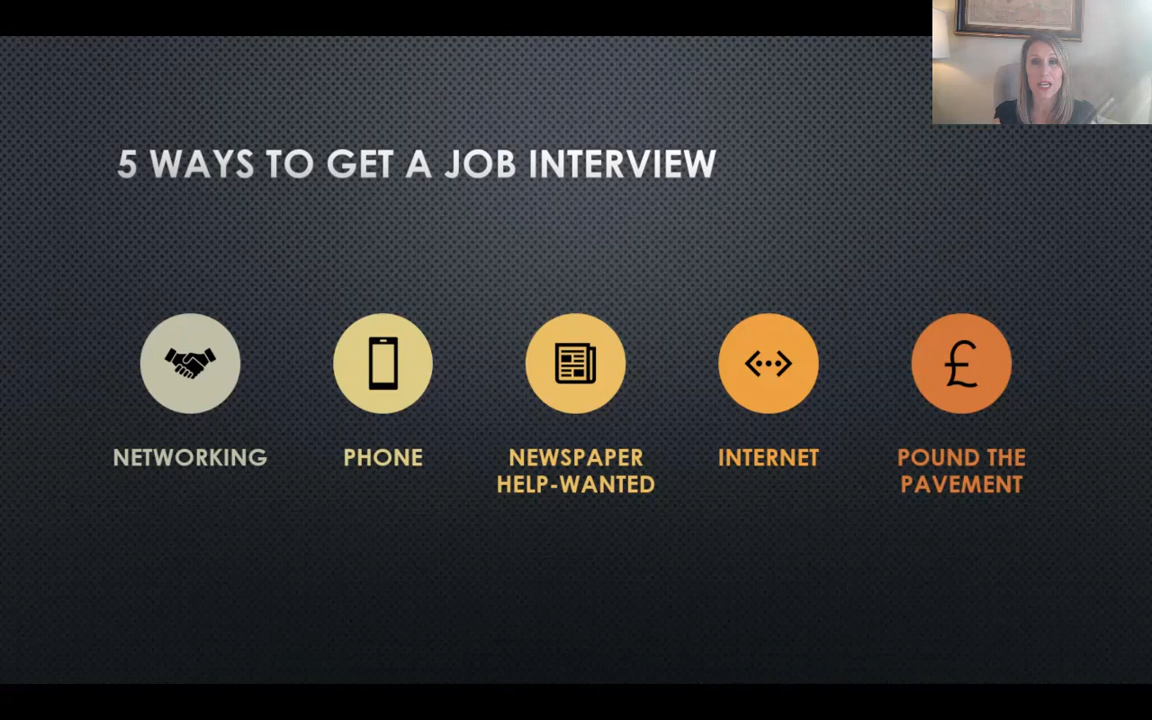 5 WAYS TO GET A JOB INTERVIEW
£
NETWORKING
PHONE
NEWSPAPER
HELP-WANTED
INTERNET
POUND THE
PAVEMENT